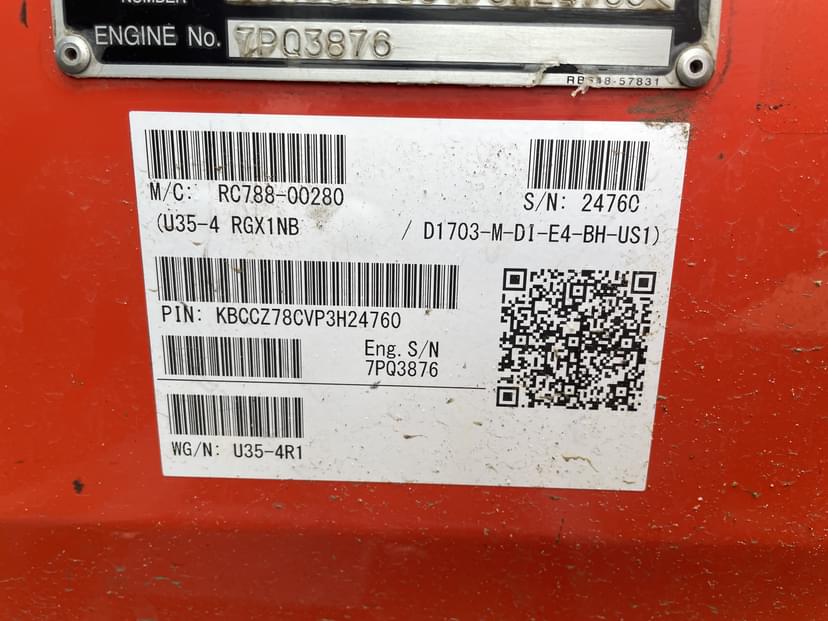 NUMBER
ENGINE No. 7PQ3876
M/C: RC788-00280
S/N: 24760
(U35-4 RGX1NB / D1703-M-DI-E4-BH-US1)
PIN: KBCCZ78CVP3H24760
Eng. S/N
7PQ3876
WG/N: U35-4R1